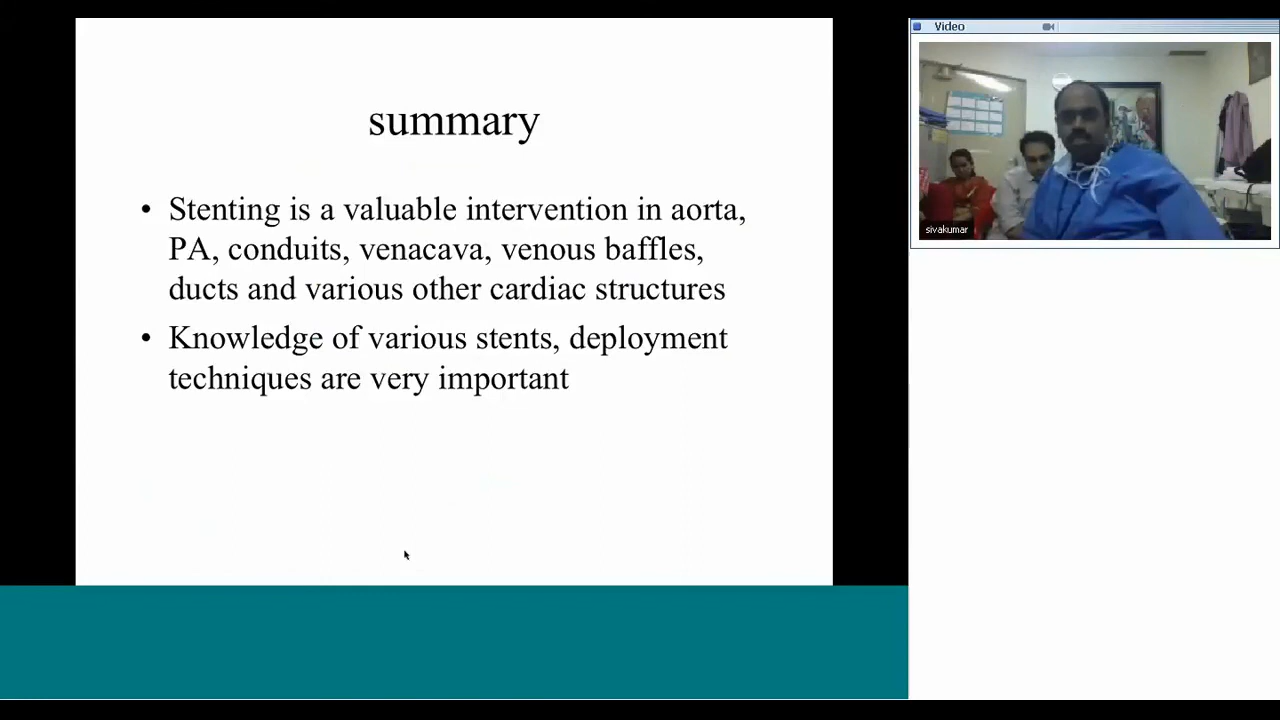 summary
• Stenting is a valuable intervention in aorta,
PA, conduits, venacava, venous baffles,
ducts and various other cardiac structures
• Knowledge of various stents, deployment
techniques are very important
Video
sivakumar